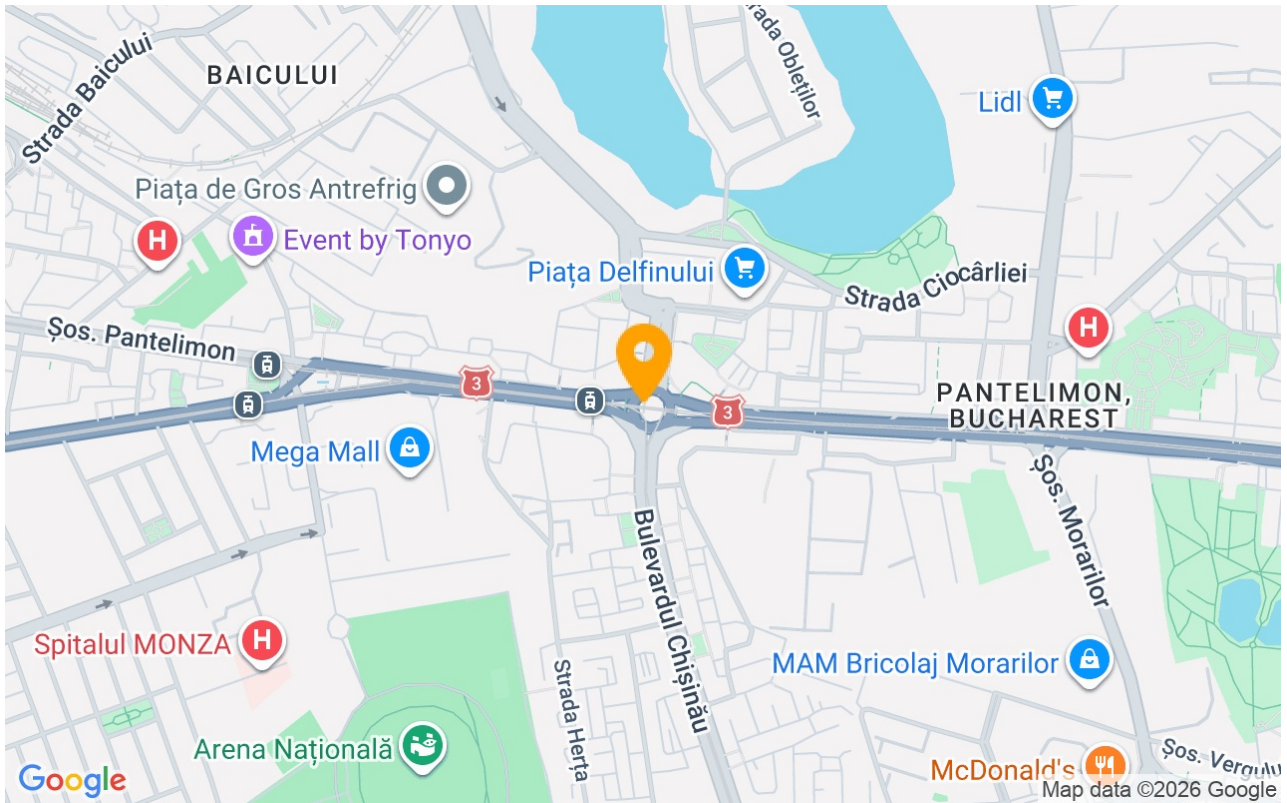 BAICULUI
Strada Baicului
rada Obleților
Lidl
Piața de Gros Antrefrig
H
Event by Tonyo
Piața Delfinului
Strada Ciocârliei
H
Șos. Pantelimon
3
3
PANTELIMON,
BUCHAREST
Mega Mall
Șos. Morarilor
Bulevardul Chișinău
Spitalul MONZA
H
Strada Herța
MAM Bricolaj Morarilor
Arena Națională
McDonald's
Șos. Vergulu
Google
Map data ©2026 Google